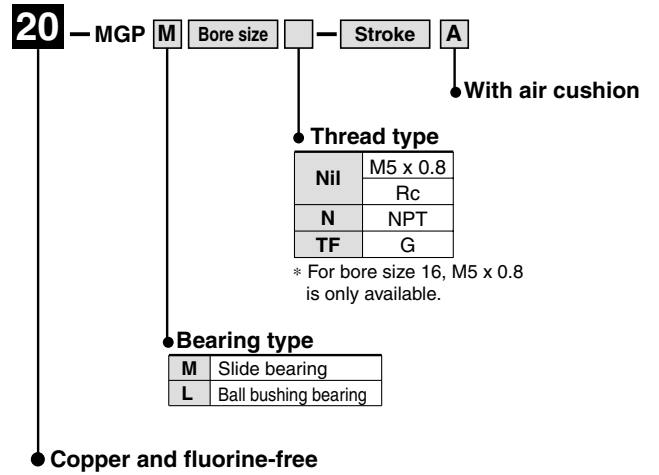 20 – MGP M Bore size – Stroke A
With air cushion
Thread type
Nil M5 x 0.8
Rc
N NPT
TF G
* For bore size 16, M5 x 0.8
is only available.
Bearing type
M Slide bearing
L Ball bushing bearing
Copper and fluorine-free